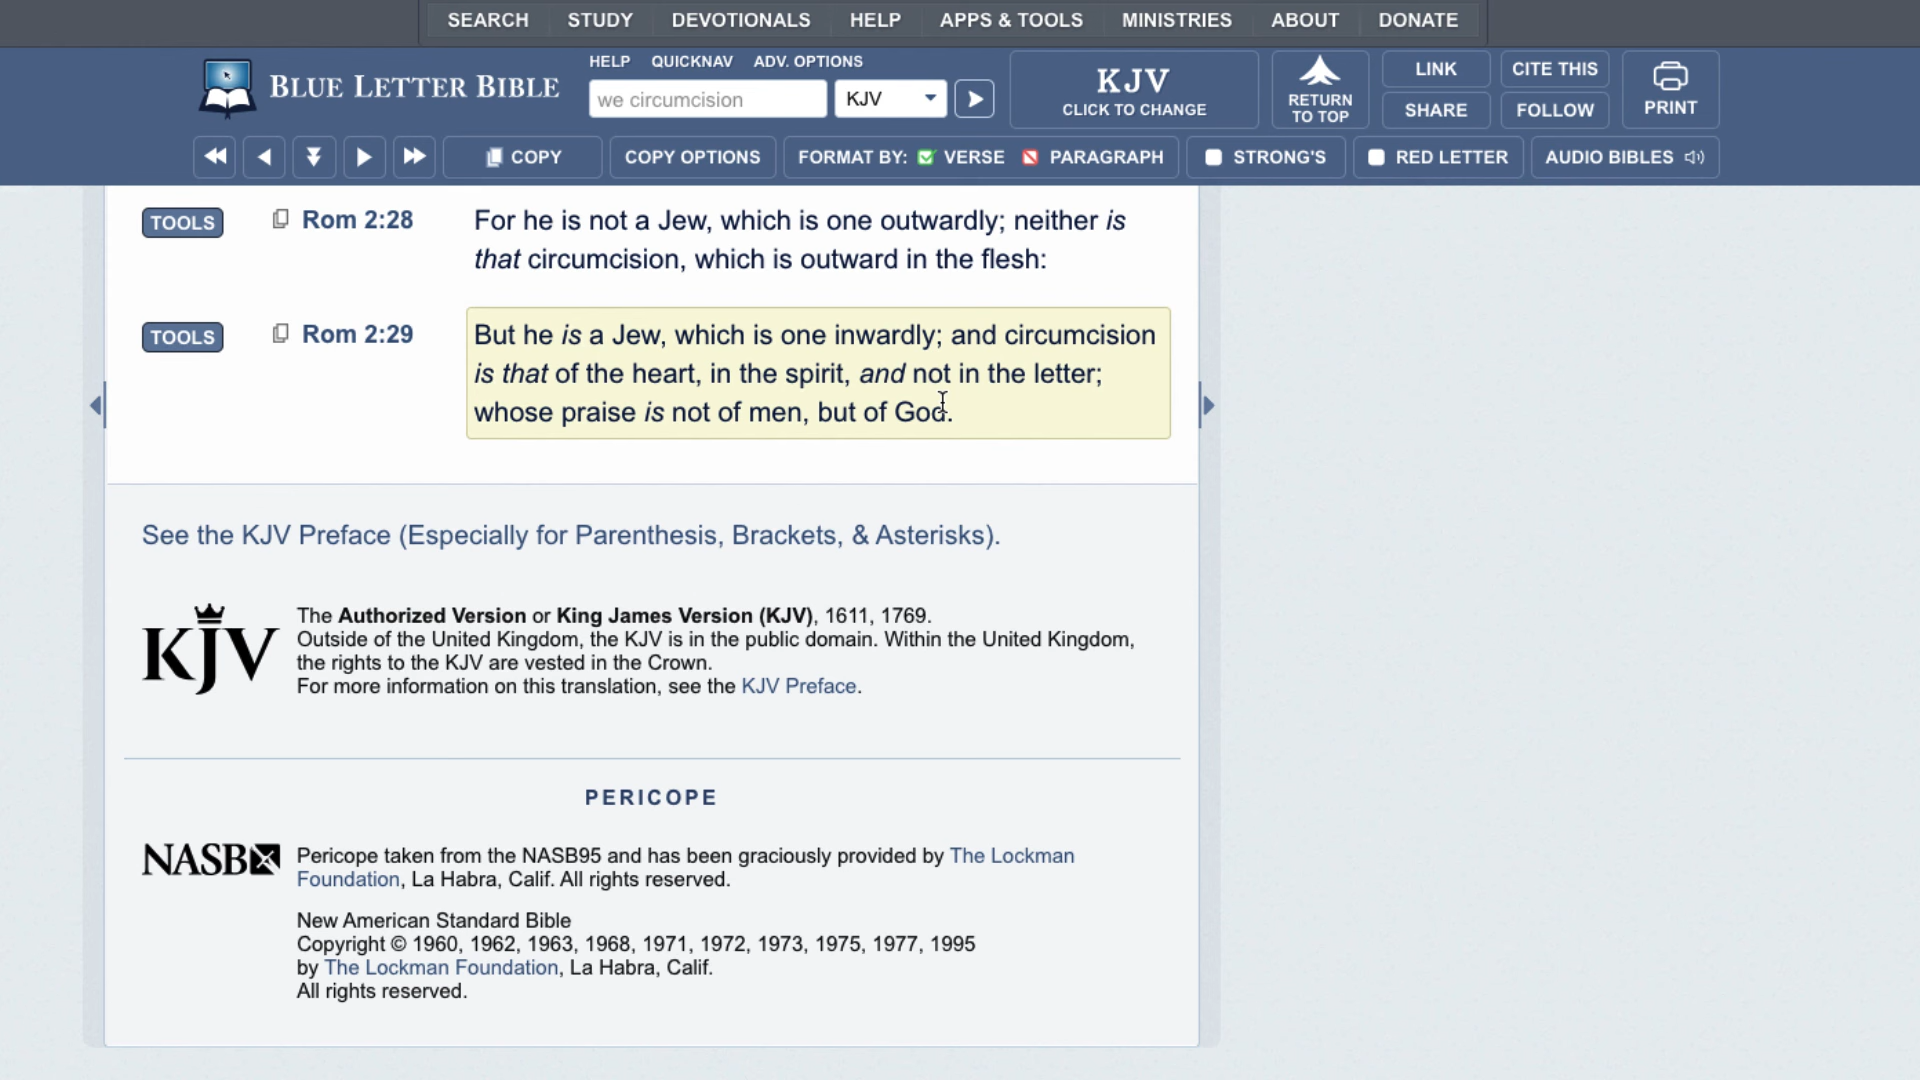 SEARCH STUDY DEVOTIONALS HELP APPS & TOOLS MINISTRIES ABOUT DONATE
BLUE LETTER BIBLE
HELP QUICKNAV ADV. OPTIONS
we circumcision KJV
KJV
CLICK TO CHANGE
RETURN
TO TOP
LINK CITE THIS
SHARE FOLLOW
PRINT
COPY COPY OPTIONS FORMAT BY: VERSE PARAGRAPH STRONG'S RED LETTER AUDIO BIBLES
TOOLS Rom 2:28 For he is not a Jew, which is one outwardly; neither is
that circumcision, which is outward in the flesh:
TOOLS Rom 2:29 But he is a Jew, which is one inwardly; and circumcision
is that of the heart, in the spirit, and not in the letter;
whose praise is not of men, but of God.
See the KJV Preface (Especially for Parenthesis, Brackets, & Asterisks).
KJV
The Authorized Version or King James Version (KJV), 1611, 1769.
Outside of the United Kingdom, the KJV is in the public domain. Within the United Kingdom,
the rights to the KJV are vested in the Crown.
For more information on this translation, see the KJV Preface.
PERICOPE
NASB
Pericope taken from the NASB95 and has been graciously provided by The Lockman
Foundation, La Habra, Calif. All rights reserved.
New American Standard Bible
Copyright © 1960, 1962, 1963, 1968, 1971, 1972, 1973, 1975, 1977, 1995
by The Lockman Foundation, La Habra, Calif.
All rights reserved.